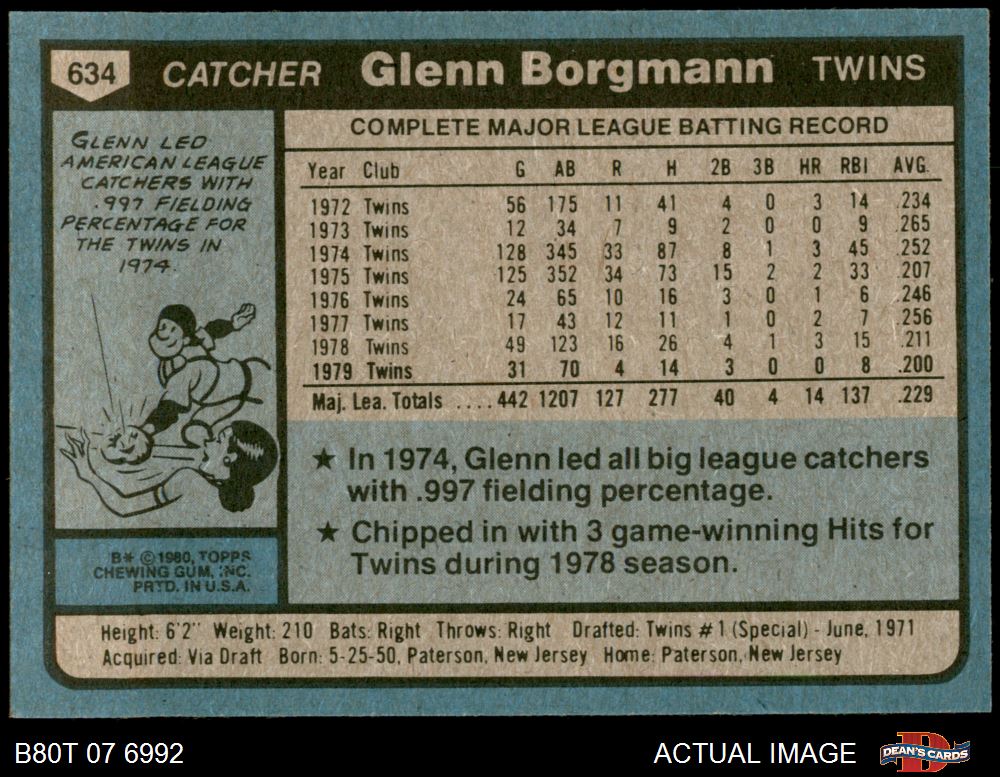 634 CATCHER Glenn Borgmann TWINS
GLENN LED
AMERICAN LEAGUE
CATCHERS WITH
.997 FIELDING
PERCENTAGE FOR
THE TWINS IN
1974.
B* © 1980, TOPPS
CHEWING GUM, INC.
PRTD. IN U.S.A.
COMPLETE MAJOR LEAGUE BATTING RECORD
Year Club G AB R H 2B 3B HR RBI AVG.
1972 Twins 56 175 11 41 4 0 3 14 .234
1973 Twins 12 34 7 9 2 0 0 9 .265
1974 Twins 128 345 33 87 8 1 3 45 .252
1975 Twins 125 352 34 73 15 2 2 33 .207
1976 Twins 24 65 10 16 3 0 1 6 .246
1977 Twins 17 43 12 11 1 0 2 7 .256
1978 Twins 49 123 16 26 4 1 3 15 .211
1979 Twins 31 70 4 14 3 0 0 8 .200
Maj. Lea. Totals .... 442 1207 127 277 40 4 14 137 .229
★ In 1974, Glenn led all big league catchers
with .997 fielding percentage.
★ Chipped in with 3 game-winning Hits for
Twins during 1978 season.
Height: 6'2" Weight: 210 Bats: Right Throws: Right Drafted: Twins #1 (Special) - June, 1971
Acquired: Via Draft Born: 5-25-50, Paterson, New Jersey Home: Paterson, New Jersey
B80T 07 6992 ACTUAL IMAGE D DEAN'S CARDS